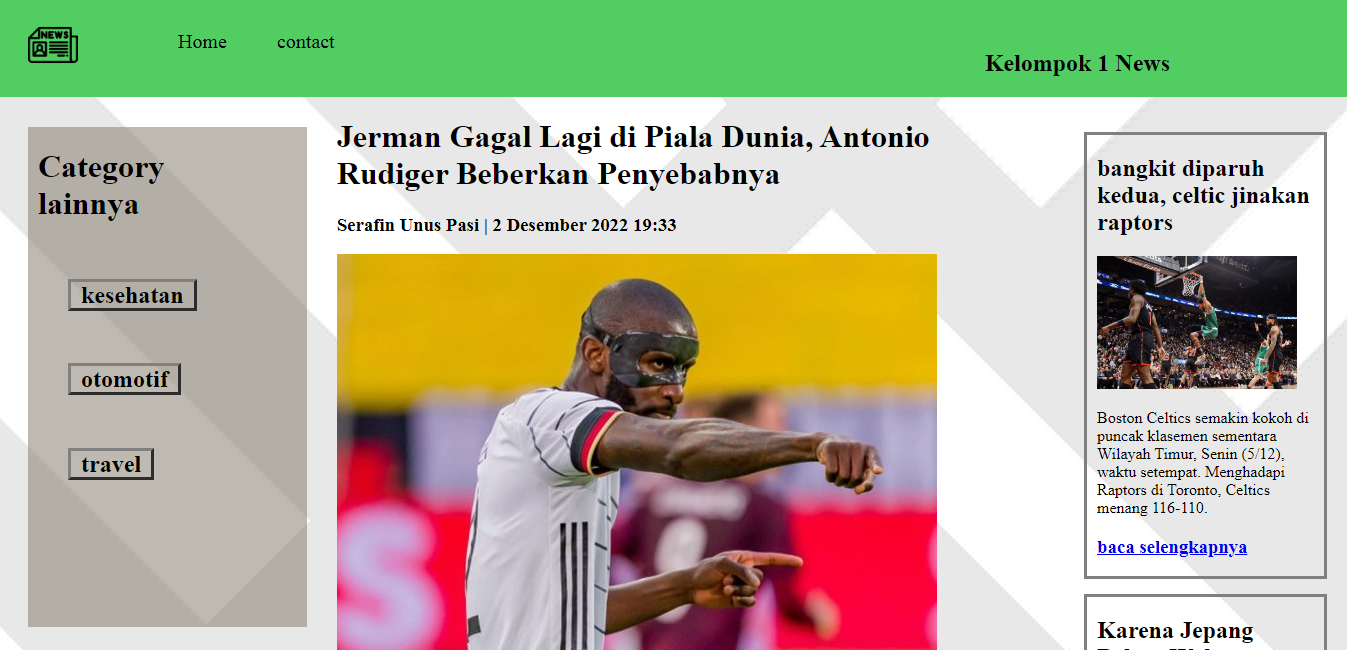 NEWS
Home
contact
Kelompok 1 News
Category
lainnya
kesehatan
otomotif
travel
Jerman Gagal Lagi di Piala Dunia, Antonio
Rudiger Beberkan Penyebabnya
Serafin Unus Pasi | 2 Desember 2022 19:33
bangkit diparuh
kedua, celtic jinakan
raptors
Boston Celtics semakin kokoh di
puncak klasemen sementara
Wilayah Timur, Senin (5/12),
waktu setempat. Menghadapi
Raptors di Toronto, Celtics
menang 116-110.
baca selengkapnya
Karena Jepang